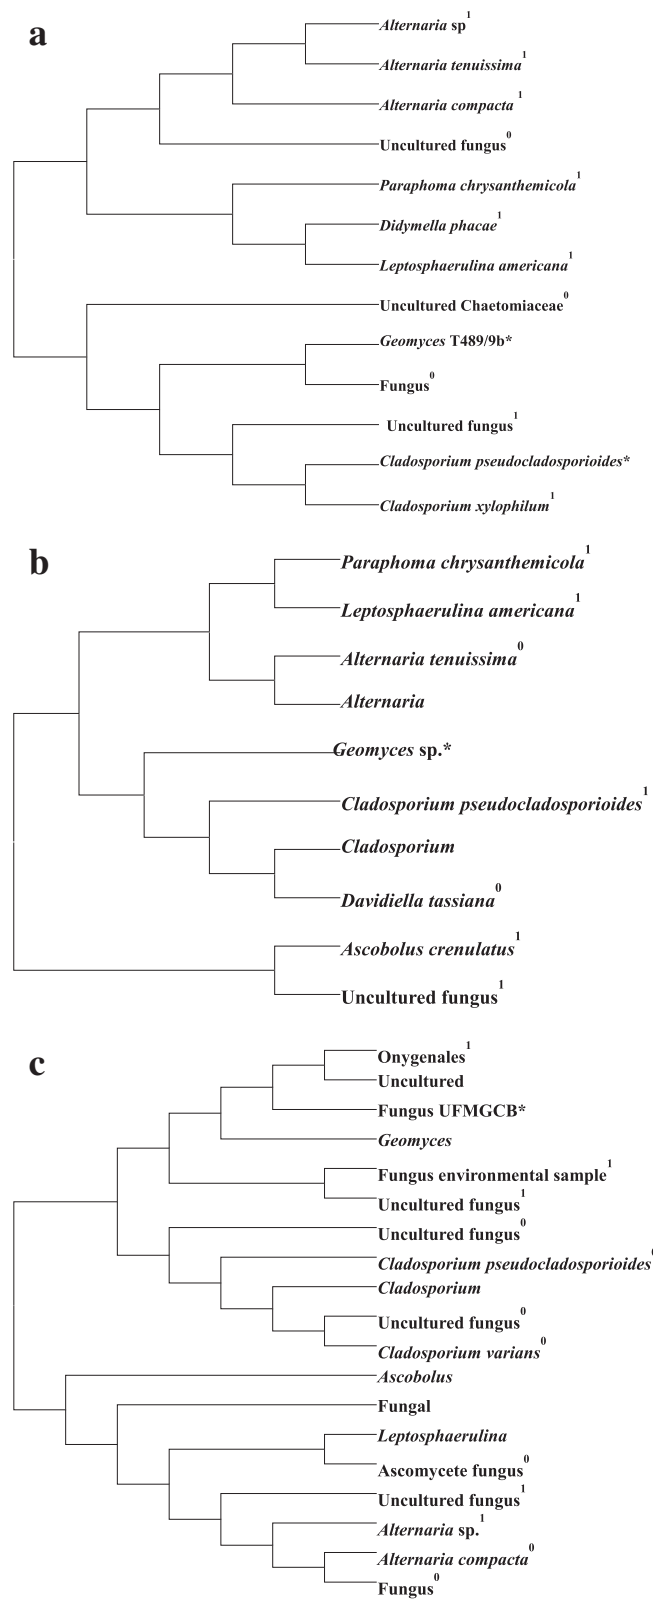 a
Alternaria sp1
Alternaria tenuissima1
Alternaria compacta 1
Uncultured fungus0
Paraphoma chrysanthemicola1
Didymella phacae1
Leptosphaerulina americana1
Uncultured Chaetomiaceae0
Geomyces T489/9b*
Fungus0
Uncultured fungus1
Cladosporium pseudocladosporioides*
Cladosporium xylophilum1
b
Paraphoma chrysanthemicola1
Leptosphaerulina americana1
Alternaria tenuissima0
Alternaria
Geomyces sp.*
Cladosporium pseudocladosporioides1
Cladosporium
Davidiella tassiana0
Ascobolus crenulatus1
Uncultured fungus1
c
Onygenales1
Uncultured
Fungus UFMGCB*
Geomyces
Fungus environmental sample1
Uncultured fungus1
Uncultured fungus0
Cladosporium pseudocladosporioides0
Cladosporium
Uncultured fungus0
Cladosporium varians0
Ascobolus
Fungal
Leptosphaerulina
Ascomycete fungus0
Uncultured fungus1
Alternaria sp.1
Alternaria compacta0
Fungus0